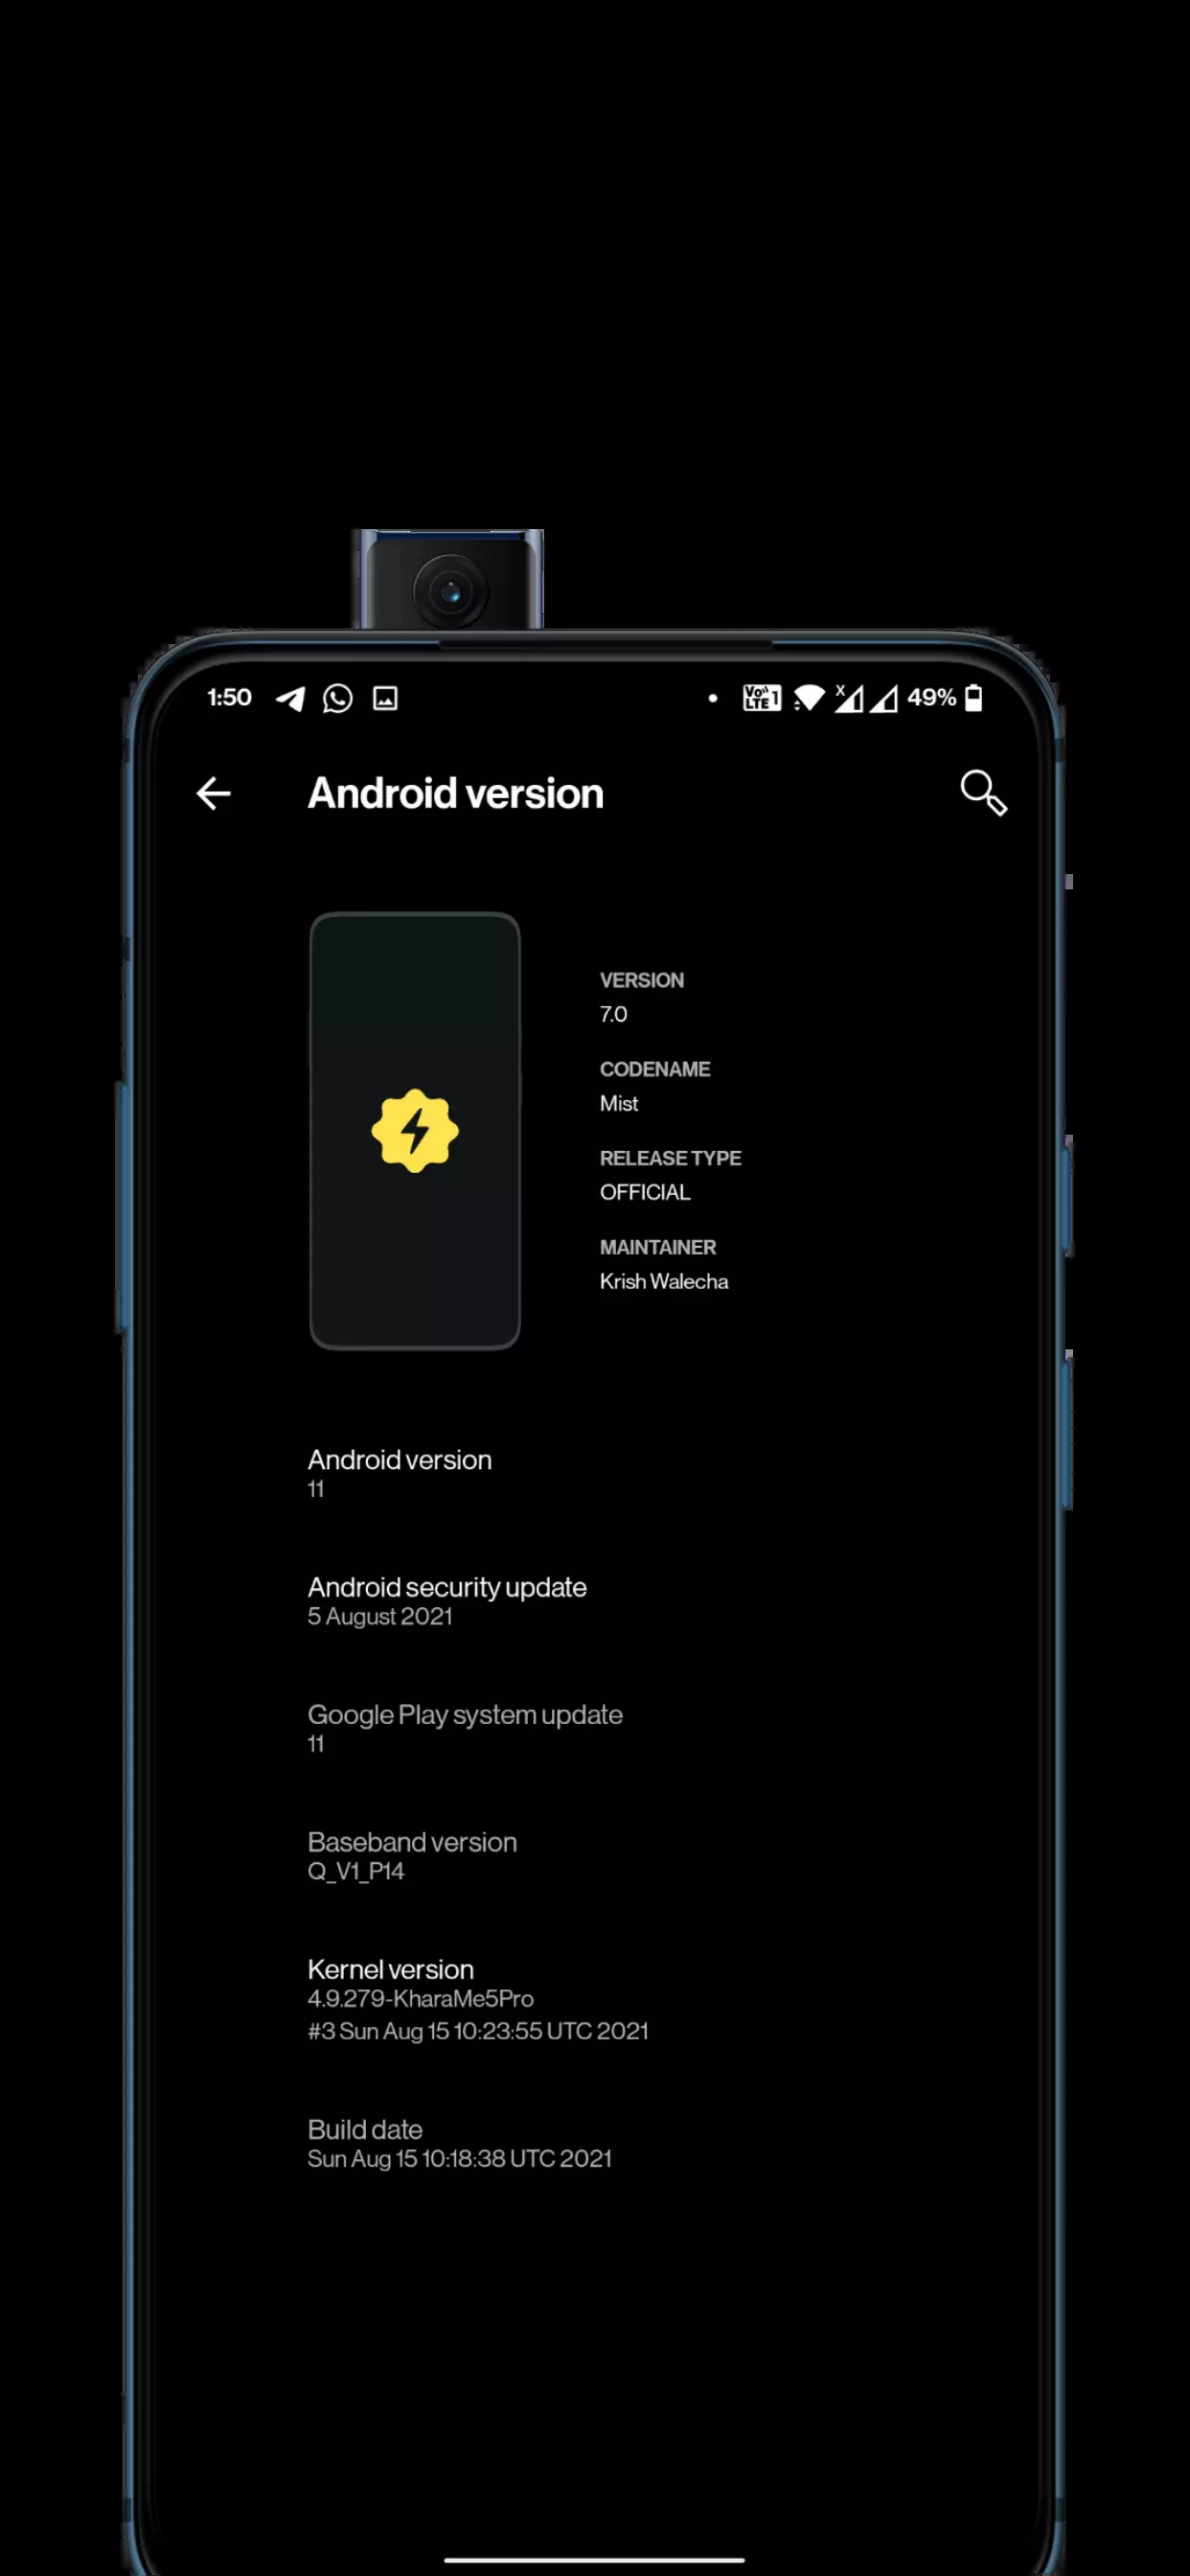 1:50
Vo)) LTE 1
X
49%
Android version
VERSION
7.0
CODENAME
Mist
RELEASE TYPE
OFFICIAL
MAINTAINER
Krish Walecha
Android version
11
Android security update
5 August 2021
Google Play system update
11
Baseband version
Q_V1_P14
Kernel version
4.9.279-KharaMe5Pro
#3 Sun Aug 15 10:23:55 UTC 2021
Build date
Sun Aug 15 10:18:38 UTC 2021